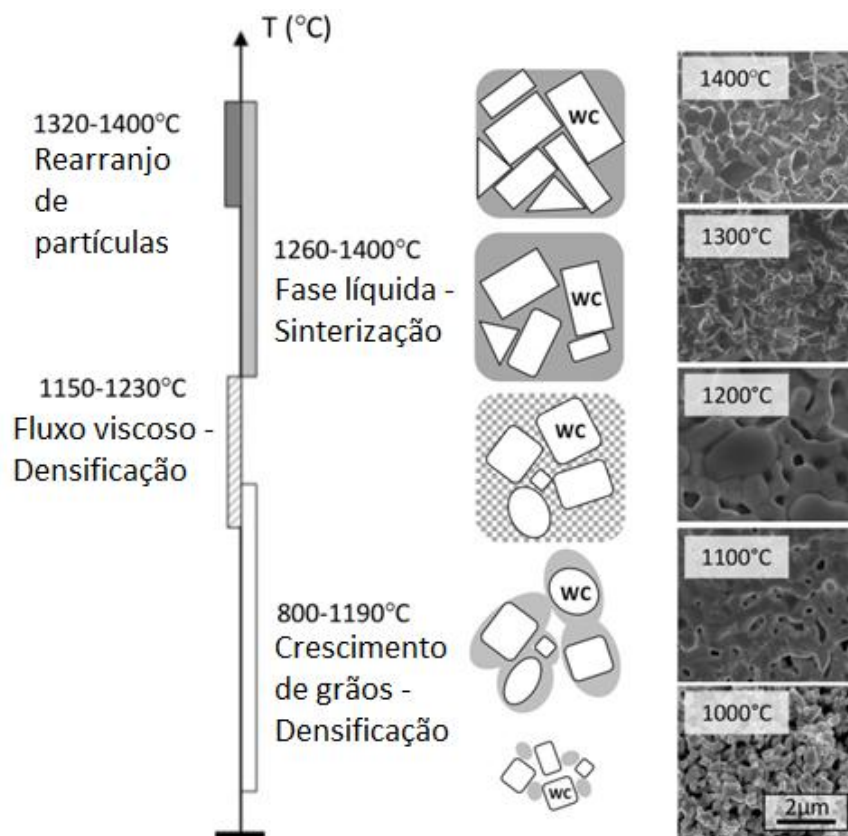 T (°C)
1320-1400°C
Rearranjo
de
partículas
1260-1400°C
Fase líquida -
Sinterização
1150-1230°C
Fluxo viscoso -
Densificação
800-1190°C
Crescimento
de grãos -
Densificação
WC
WC
WC
WC
WC
1400°C
1300°C
1200°C
1100°C
1000°C
2μm